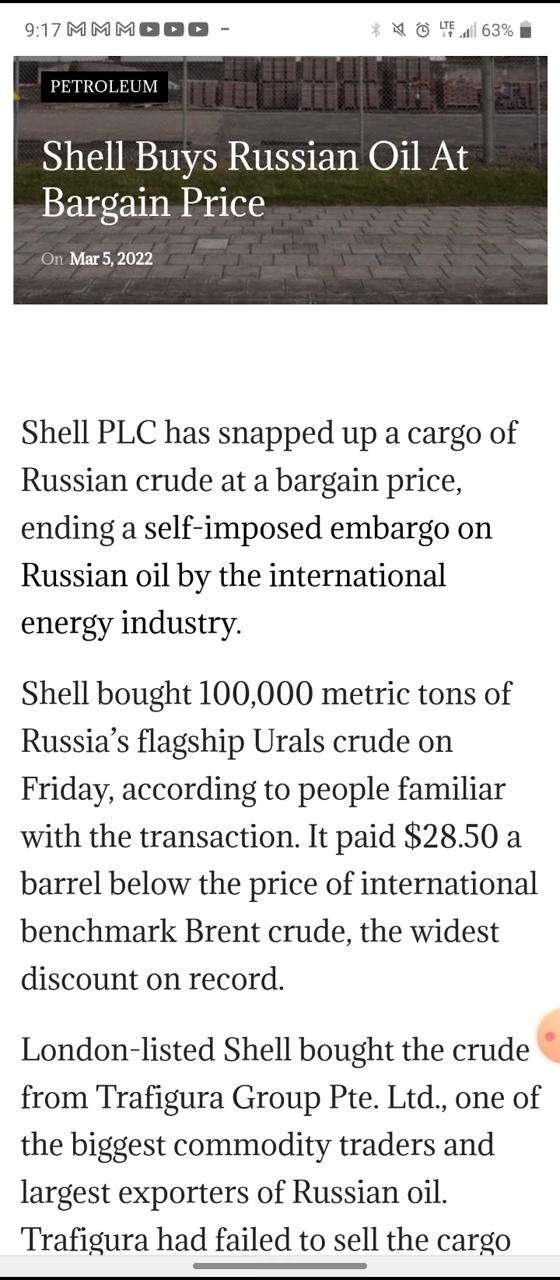 9:17
LTE
63%
PETROLEUM
Shell Buys Russian Oil At
Bargain Price
On Mar 5, 2022
Shell PLC has snapped up a cargo of
Russian crude at a bargain price,
ending a self-imposed embargo on
Russian oil by the international
energy industry.
Shell bought 100,000 metric tons of
Russia’s flagship Urals crude on
Friday, according to people familiar
with the transaction. It paid $28.50 a
barrel below the price of international
benchmark Brent crude, the widest
discount on record.
London-listed Shell bought the crude
from Trafigura Group Pte. Ltd., one of
the biggest commodity traders and
largest exporters of Russian oil.
Trafigura had failed to sell the cargo